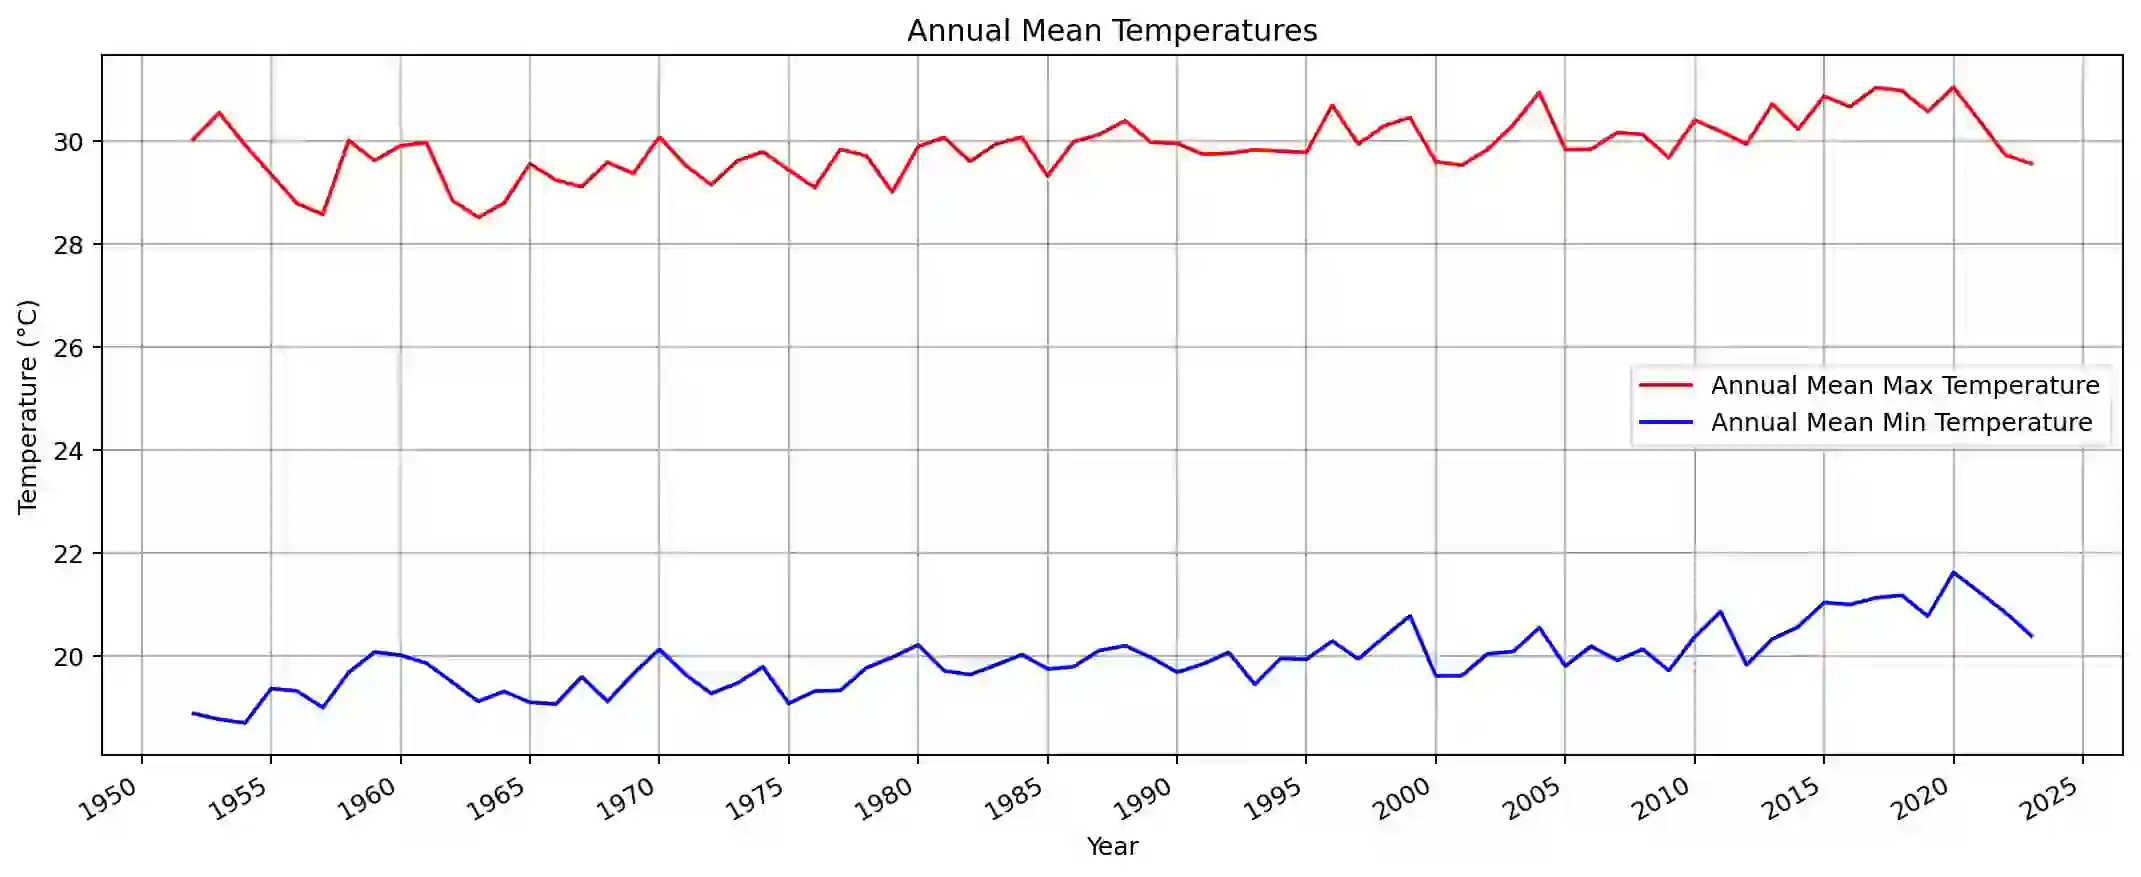 Annual Mean Temperatures
Temperature (°C)
30
28
26
24
22
20
Annual Mean Max Temperature
Annual Mean Min Temperature
1950 1955 1960 1965 1970 1975 1980 1985 1990 1995 2000 2005 2010 2015 2020 2025
Year